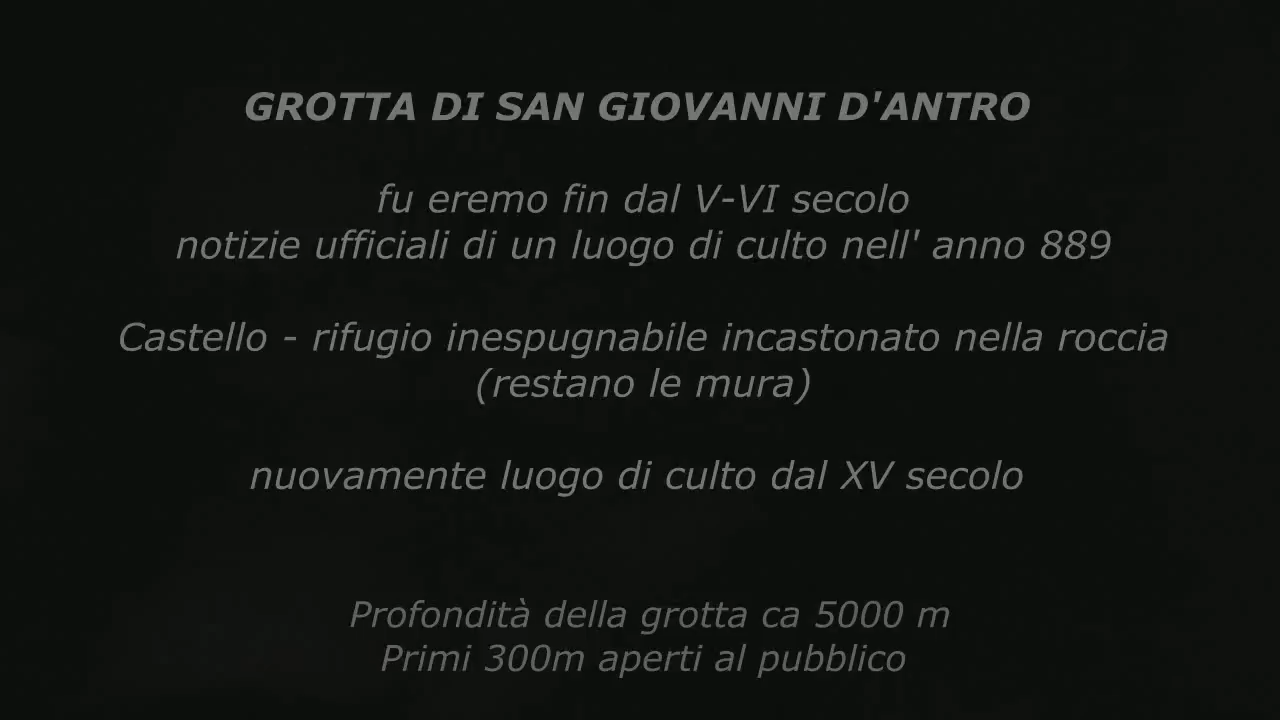 GROTTA DI SAN GIOVANNI D'ANTRO
fu eremo fin dal V-VI secolo
notizie ufficiali di un luogo di culto nell' anno 889
Castello - rifugio inespugnabile incastonato nella roccia
(restano le mura)
nuovamente luogo di culto dal XV secolo
Profondità della grotta ca 5000 m
Primi 300m aperti al pubblico